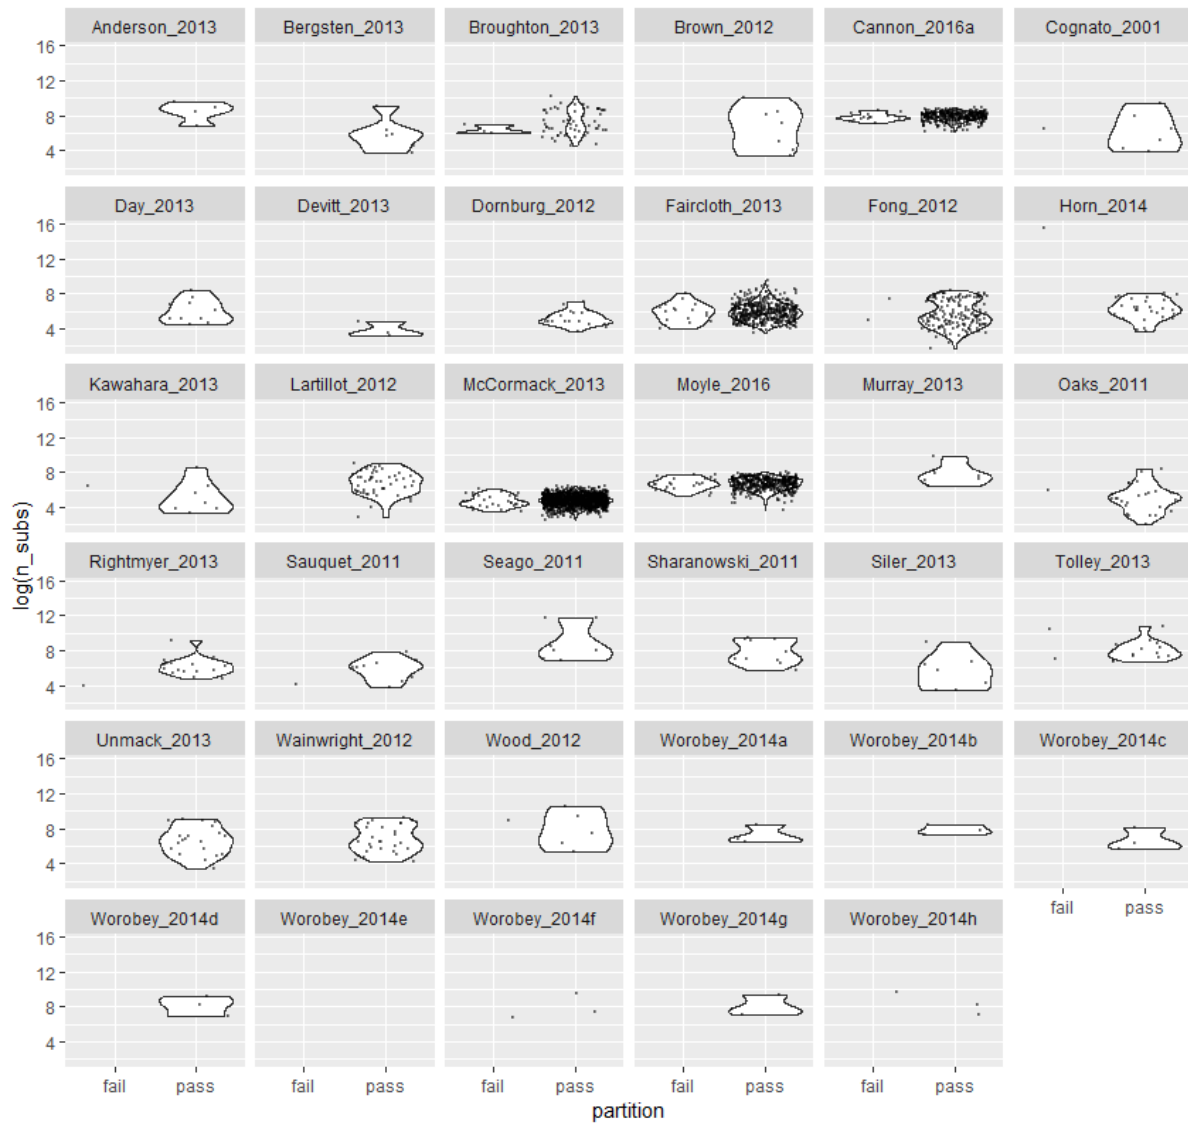 Anderson_2013 Bergsten_2013 Broughton_2013 Brown_2012 Cannon_2016a Cognato_2001
16
12
8
4
Day_2013 Devitt_2013 Dornburg_2012 Faircloth_2013 Fong_2012 Horn_2014
16
12
8
4
Kawahara_2013 Lartillot_2012 McCormack_2013 Moyle_2016 Murray_2013 Oaks_2011
16
12
8
4
log(n_subs)
Rightmyer_2013 Sauquet_2011 Seago_2011 Sharanowski_2011 Siler_2013 Tolley_2013
16
12
8
4
Unmack_2013 Wainwright_2012 Wood_2012 Worobey_2014a Worobey_2014b Worobey_2014c
16
12
8
4
fail pass
Worobey_2014d Worobey_2014e Worobey_2014f Worobey_2014g Worobey_2014h
16
12
8
4
fail pass fail pass fail pass fail pass fail pass
partition